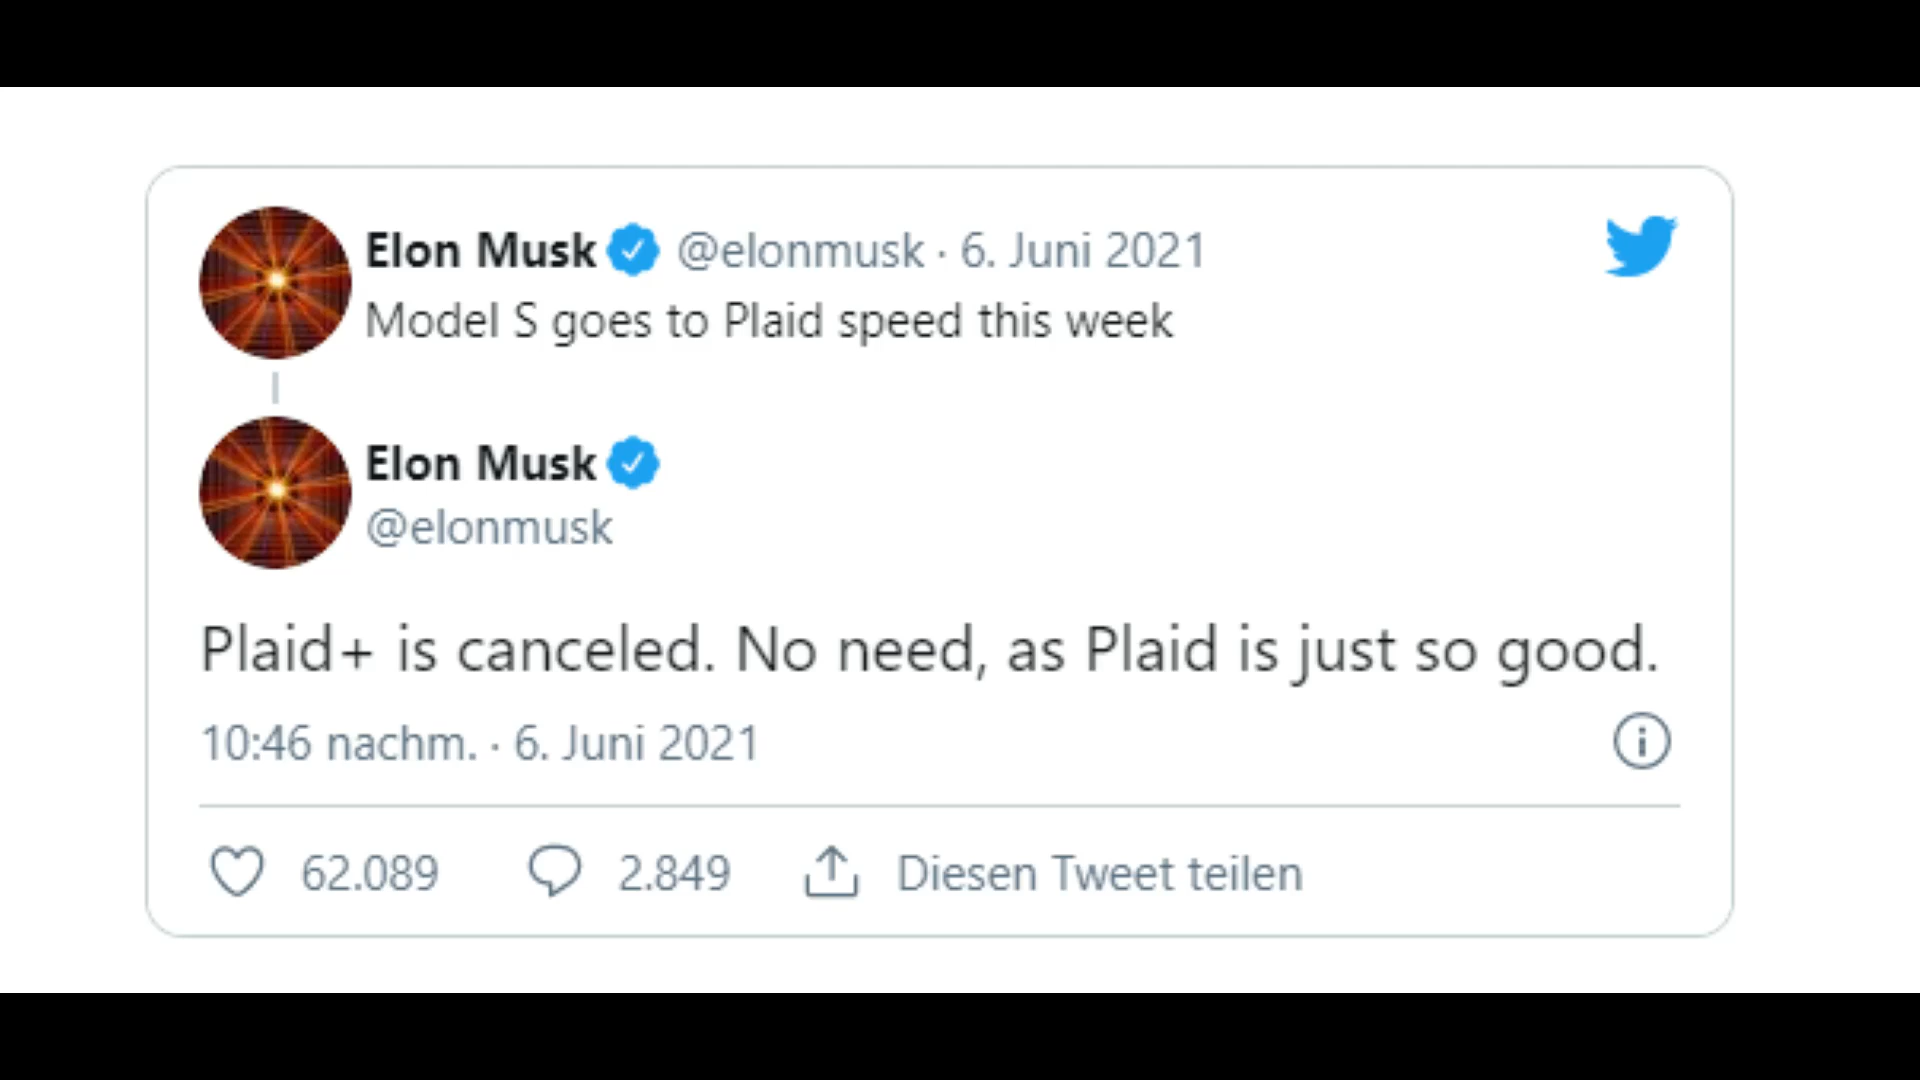 Elon Musk @elonmusk · 6. Juni 2021
Model S goes to Plaid speed this week
Elon Musk
@elonmusk
Plaid+ is canceled. No need, as Plaid is just so good.
10:46 nachm. · 6. Juni 2021
62.089 2.849 Diesen Tweet teilen